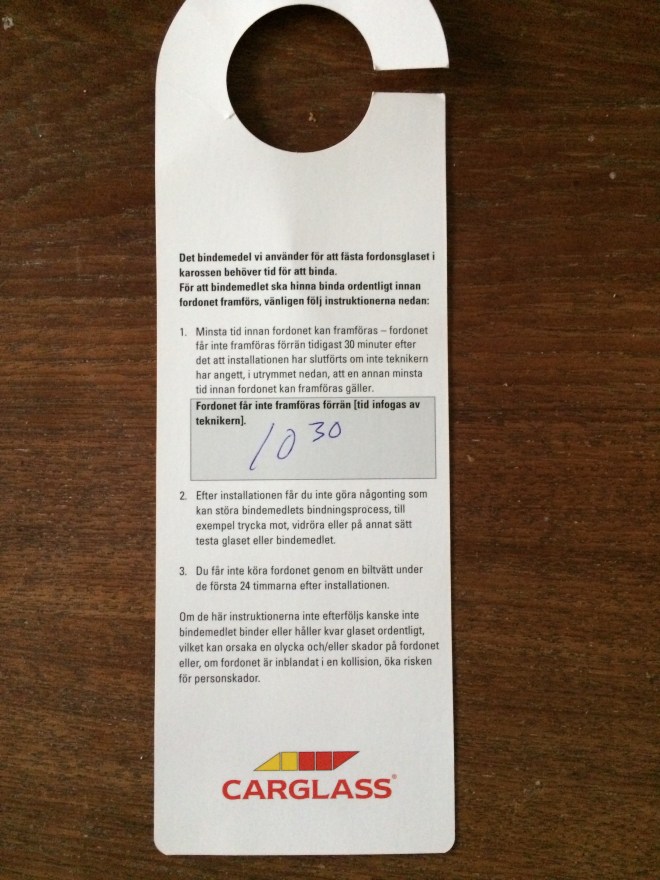 Det bindemedel vi använder för att fästa fordonsglaset i
karossen behöver tid för att binda.
För att bindemedlet ska hinna binda ordentligt innan
fordonet framförs, vänligen följ instruktionerna nedan:
1. Minsta tid innan fordonet kan framföras – fordonet
får inte framföras förrän tidigast 30 minuter efter
det att installationen har slutförts om inte teknikern
har angett, i utrymmet nedan, att en annan minsta
tid innan fordonet kan framföras gäller.
Fordonet får inte framföras förrän [tid infogas av
teknikern].
10 30
2. Efter installationen får du inte göra någonting som
kan störa bindemedlets bindningsprocess, till
exempel trycka mot, vidröra eller på annat sätt
testa glaset eller bindemedlet.
3. Du får inte köra fordonet genom en biltvätt under
de första 24 timmarna efter installationen.
Om de här instruktionerna inte efterföljs kanske inte
bindemedlet binder eller håller kvar glaset ordentligt,
vilket kan orsaka en olycka och/eller skador på fordonet
eller, om fordonet är inblandat i en kollision, öka risken
för personskador.
CARGLASS®